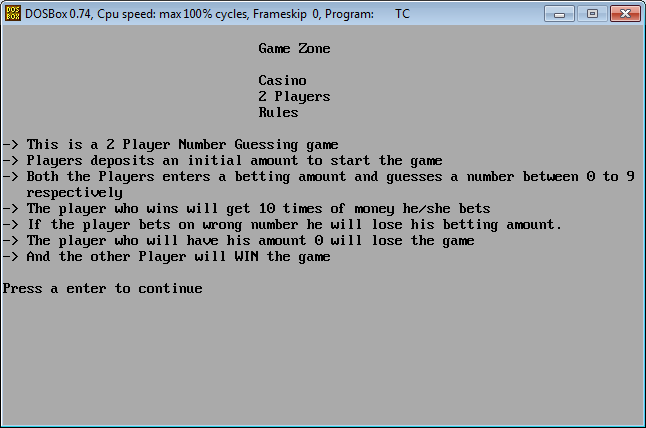 DOSBox 0.74, Cpu speed: max 100% cycles, Frameskip 0, Program: TC
Game Zone
Casino
2 Players
Rules
-> This is a 2 Player Number Guessing game
-> Players deposits an initial amount to start the game
-> Both the Players enters a betting amount and guesses a number between 0 to 9
respectively
-> The player who wins will get 10 times of money he/she bets
-> If the player bets on wrong number he will lose his betting amount.
-> The player who will have his amount 0 will lose the game
-> And the other Player will WIN the game
Press a enter to continue